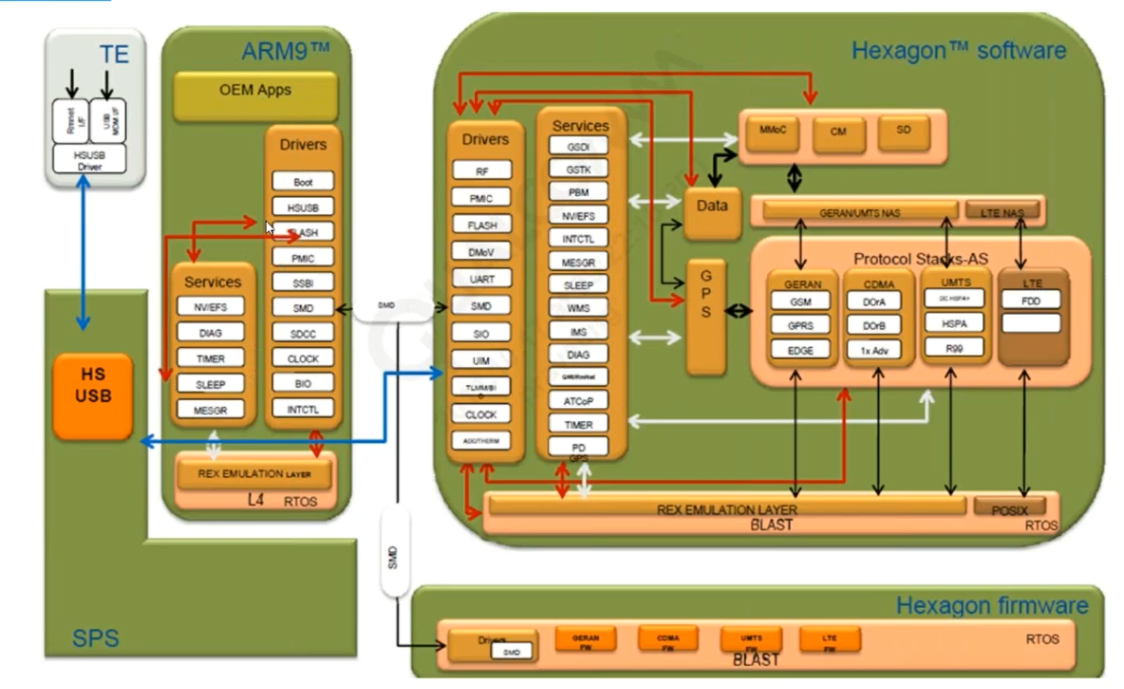 TE
Rmnet
I/F
USB
HSUSB
Driver
ARM9™
OEM Apps
Drivers
Boot
HSUSB
FLASH
PMIC
SSBI
SMD
SDCC
CLOCK
BIO
INTCTL
Services
NV/EFS
DIAG
TIMER
SLEEP
MESGR
REX EMULATION LAYER
L4 RTOS
HS
USB
SPS
SMD
SMD
Hexagon™ software
Drivers
RF
PMIC
FLASH
DMoV
UART
SMD
SIO
UIM
TLMM/BI
O
CLOCK
Services
GSDI
GSTK
PBM
NV/EFS
INTCTL
MESGR
SLEEP
WMS
IMS
DIAG
ATCoP
TIMER
PD
GPS
MMoC
CM
SD
Data
GPS
GERAN/UMTS NAS
LTE NAS
Protocol Stacks-AS
GERAN
GSM
GPRS
EDGE
CDMA
DOrA
DOrB
1x Adv
UMTS
DC HSPA+
HSPA
R99
LTE
FDD
REX EMULATION LAYER
POSIX
BLAST
RTOS
Hexagon firmware
Drivers
SMD
GERAN
FW
CDMA
FW
UMTS
FW
LTE
FW
BLAST
RTOS